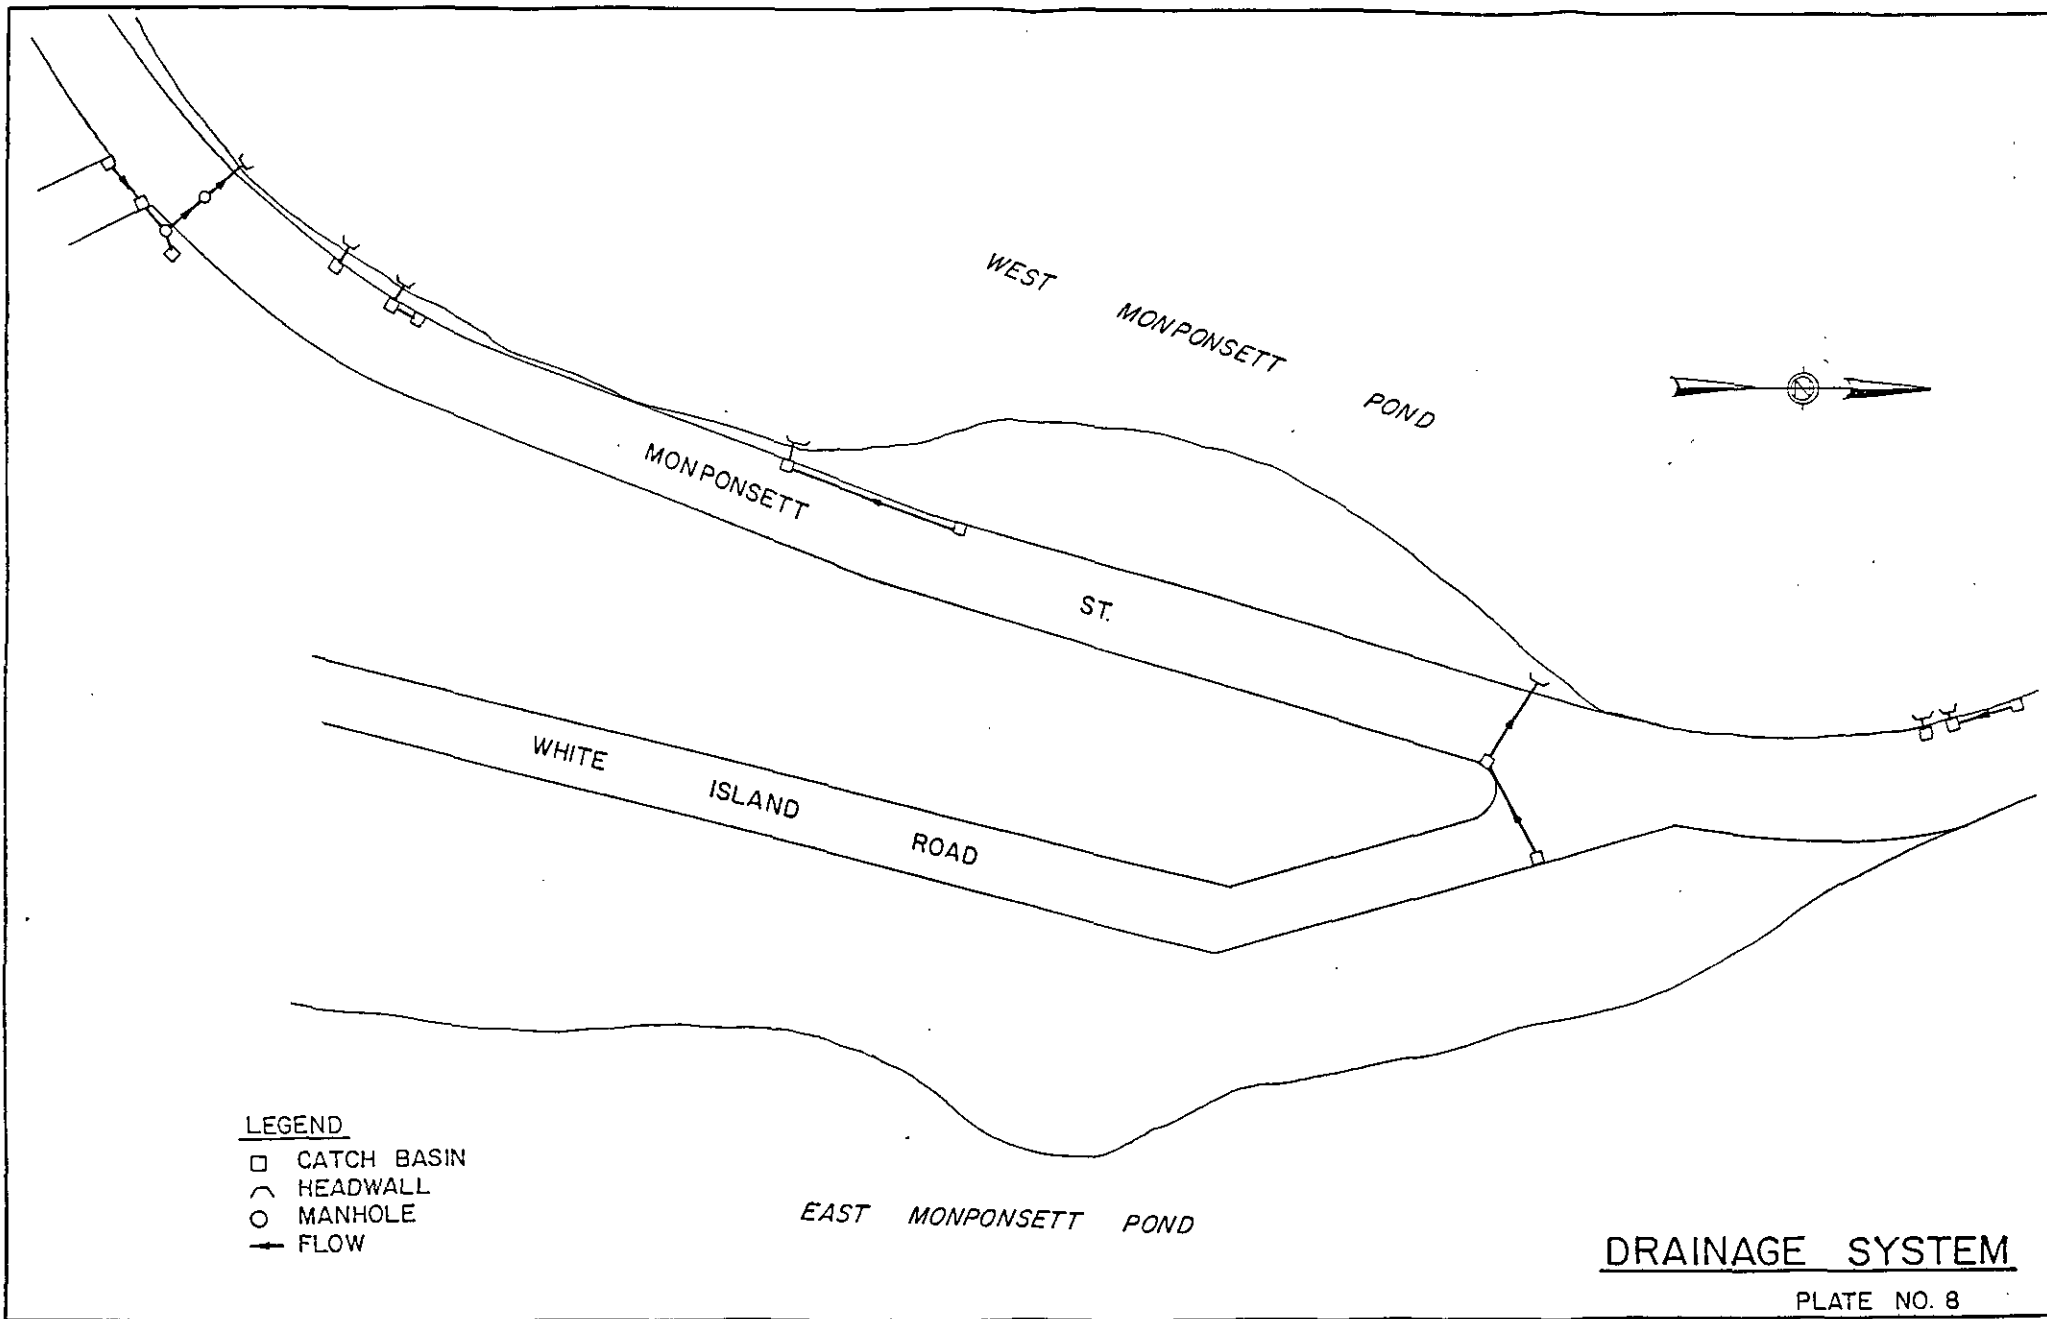 WEST MONPONSETT POND
MONPONSETT ST.
WHITE ISLAND ROAD
LEGEND
CATCH BASIN
HEADWALL
MANHOLE
FLOW
EAST MONPONSETT POND
DRAINAGE SYSTEM
PLATE NO. 8